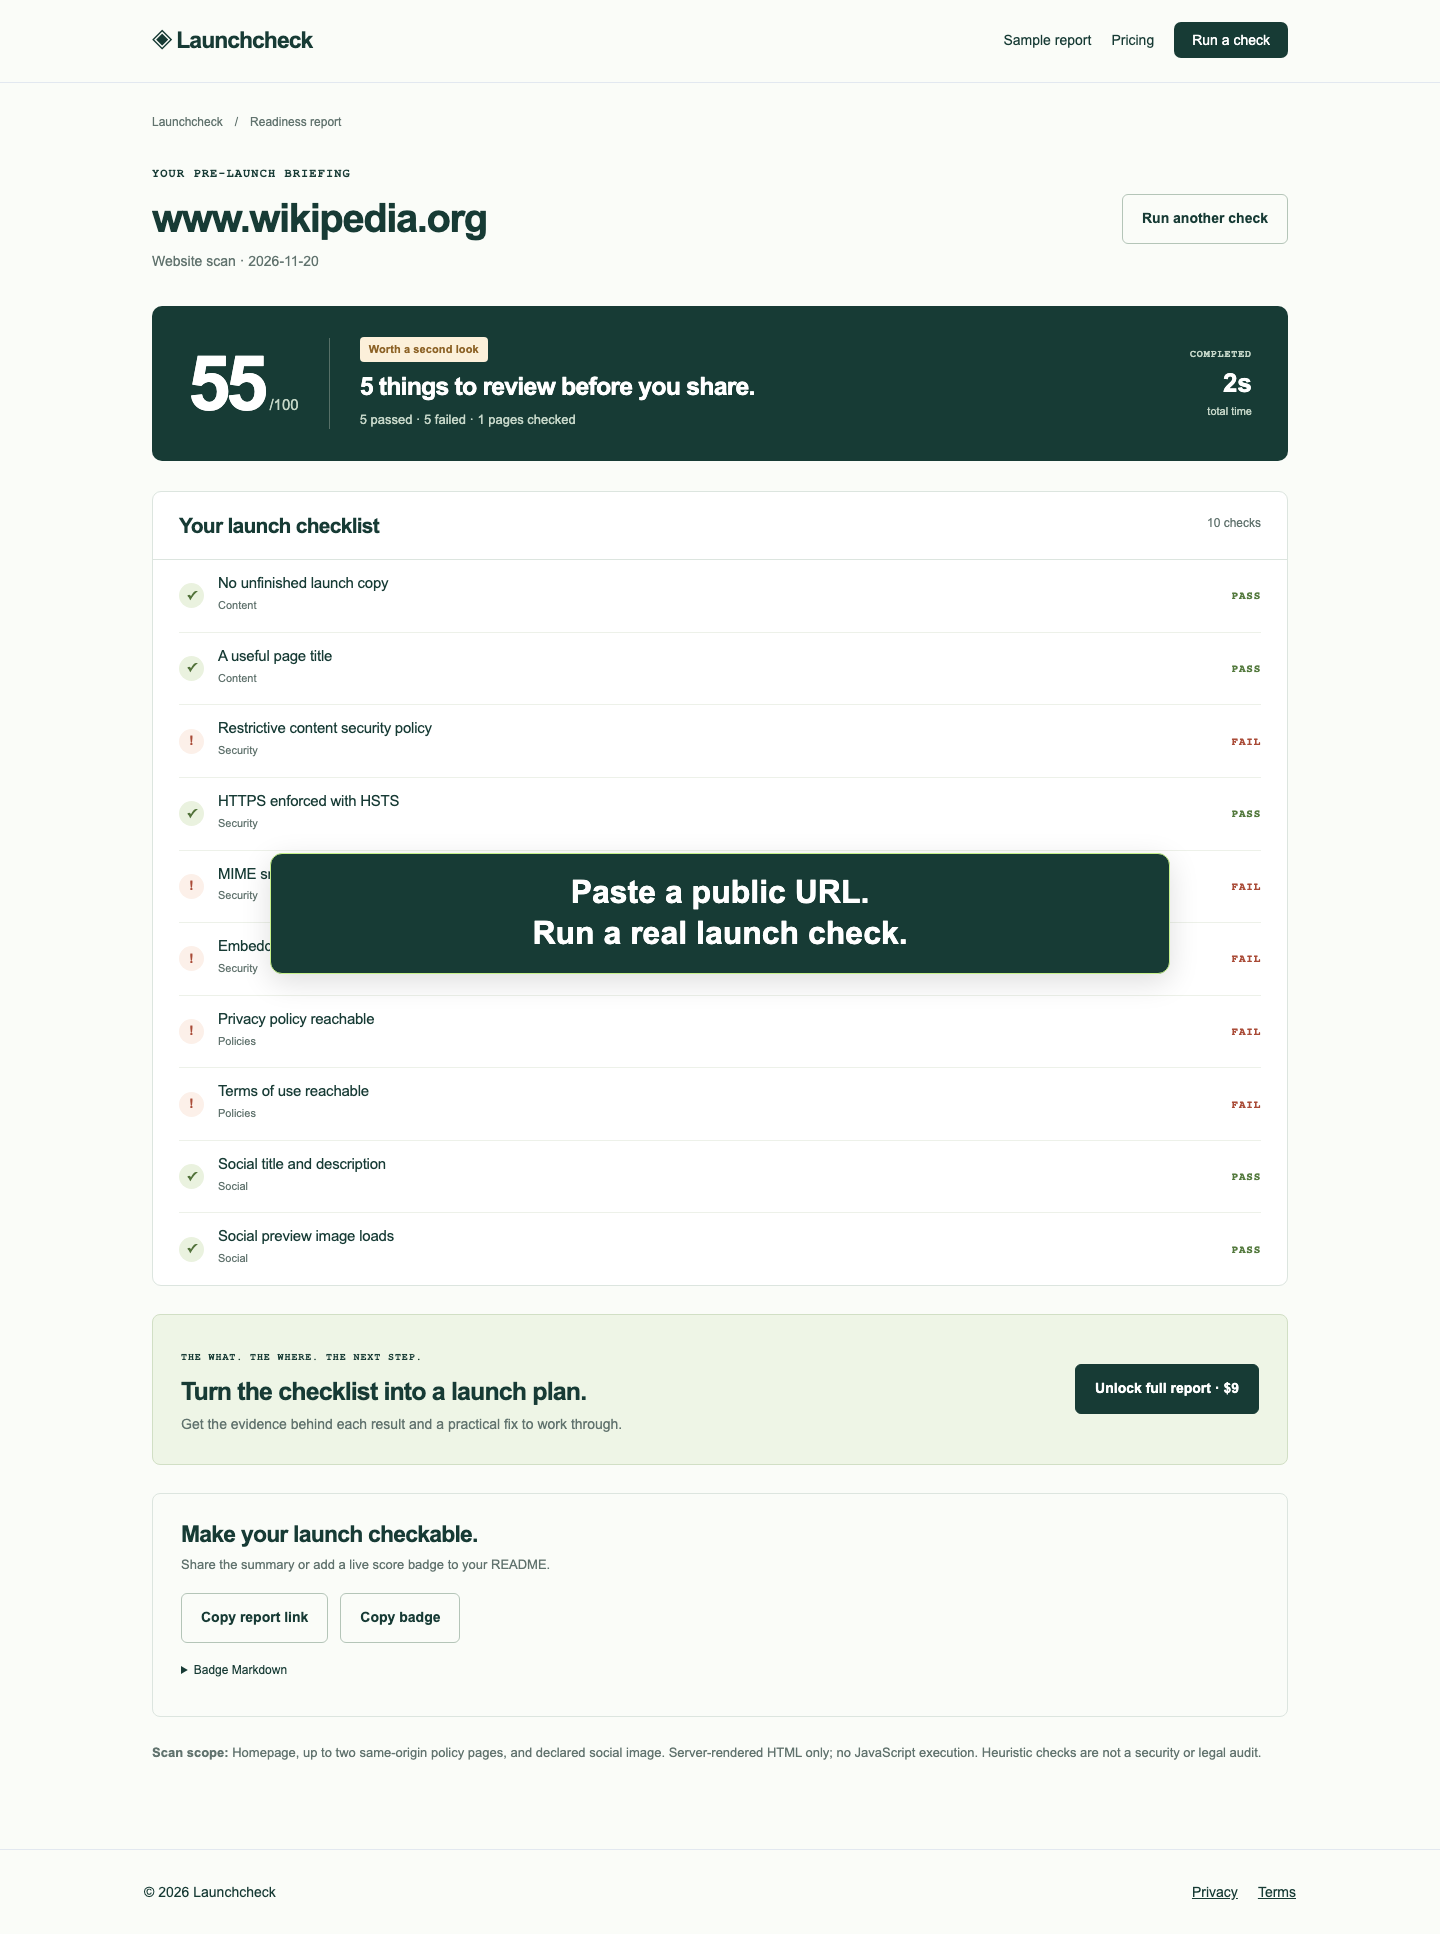 Launchcheck
Sample report
Pricing
Run a check
Launchcheck / Readiness report
YOUR PRE-LAUNCH BRIEFING
www.wikipedia.org
Website scan · 2026-11-20
Run another check
55/100
Worth a second look
5 things to review before you share.
5 passed · 5 failed · 1 pages checked
COMPLETED
2s
total time
Your launch checklist
10 checks
No unfinished launch copy
Content
PASS
A useful page title
Content
PASS
! Restrictive content security policy
Security
FAIL
HTTPS enforced with HSTS
Security
PASS
! MIME
Security
FAIL
Paste a public URL.
Run a real launch check.
!
Security
FAIL
! Privacy policy reachable
Policies
FAIL
! Terms of use reachable
Policies
FAIL
Social title and description
Social
PASS
Social preview image loads
Social
PASS
THE WHAT. THE WHERE. THE NEXT STEP.
Turn the checklist into a launch plan.
Get the evidence behind each result and a practical fix to work through.
Unlock full report · $9
Make your launch checkable.
Share the summary or add a live score badge to your README.
Copy report link
Copy badge
Badge Markdown
Scan scope: Homepage, up to two same-origin policy pages, and declared social image. Server-rendered HTML only; no JavaScript execution. Heuristic checks are not a security or legal audit.
© 2026 Launchcheck
Privacy
Terms